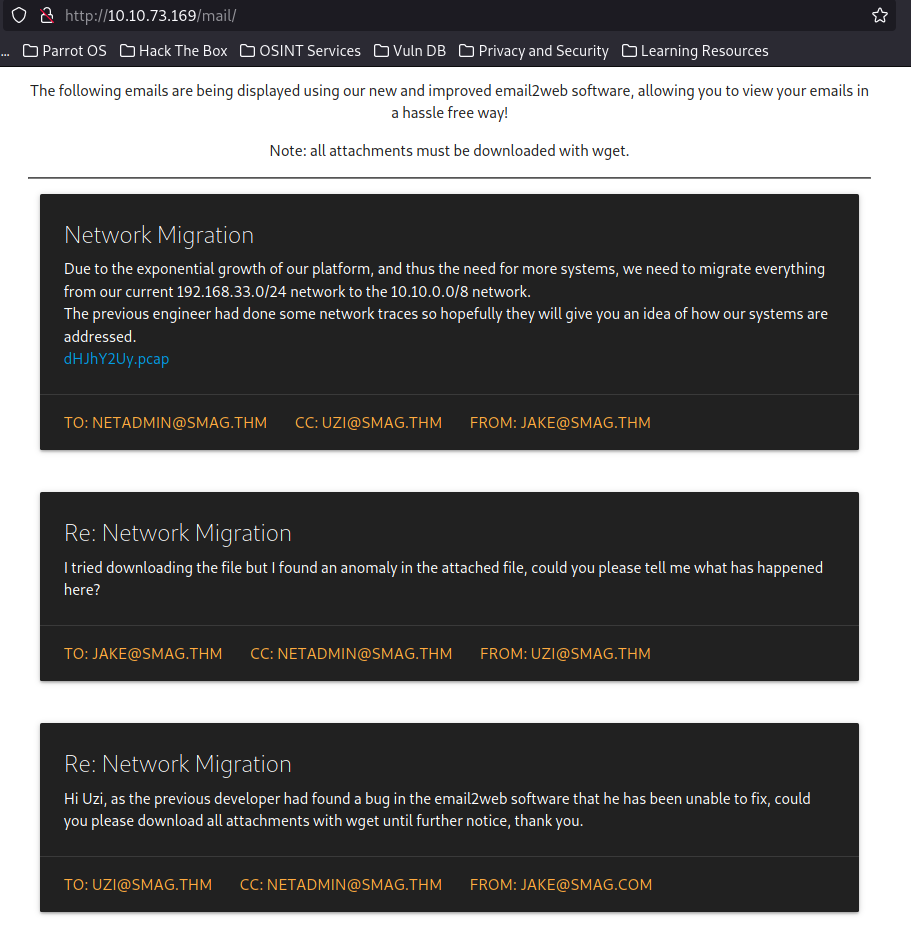 http://10.10.73.169/mail/
... Parrot OS Hack The Box OSINT Services Vuln DB Privacy and Security Learning Resources
The following emails are being displayed using our new and improved email2web software, allowing you to view your emails in
a hassle free way!
Note: all attachments must be downloaded with wget.
Network Migration
Due to the exponential growth of our platform, and thus the need for more systems, we need to migrate everything
from our current 192.168.33.0/24 network to the 10.10.0.0/8 network.
The previous engineer had done some network traces so hopefully they will give you an idea of how our systems are
addressed.
dHJhY2Uy.pcap
TO: NETADMIN@SMAG.THM CC: UZI@SMAG.THM FROM: JAKE@SMAG.THM
Re: Network Migration
I tried downloading the file but I found an anomaly in the attached file, could you please tell me what has happened
here?
TO: JAKE@SMAG.THM CC: NETADMIN@SMAG.THM FROM: UZI@SMAG.THM
Re: Network Migration
Hi Uzi, as the previous developer had found a bug in the email2web software that he has been unable to fix, could
you please download all attachments with wget until further notice, thank you.
TO: UZI@SMAG.THM CC: NETADMIN@SMAG.THM FROM: JAKE@SMAG.COM